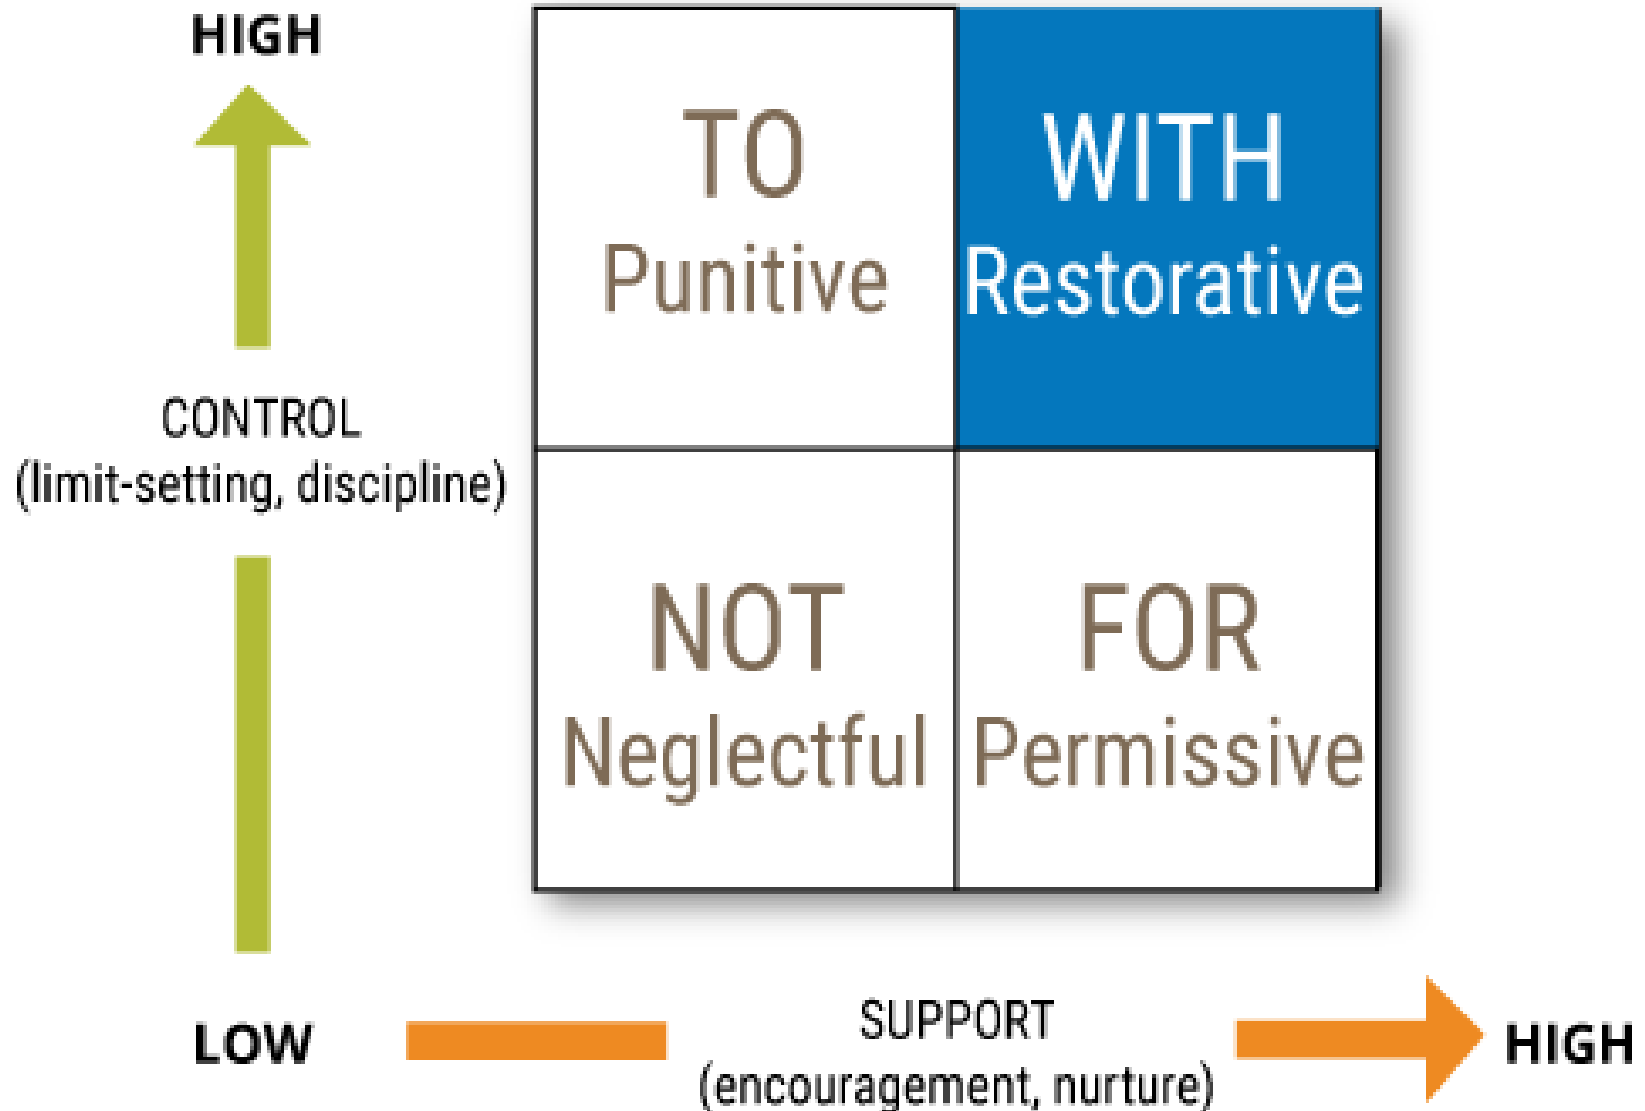 HIGH
TO
Punitive
WITH
Restorative
CONTROL
(limit-setting, discipline)
NOT
Neglectful
FOR
Permissive
LOW
SUPPORT
(encouragement, nurture)
HIGH